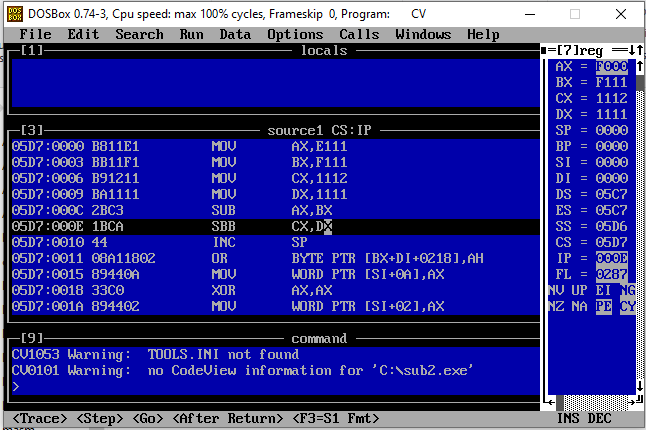 DOSBox 0.74-3, Cpu speed: max 100% cycles, Frameskip 0, Program: CV
File Edit Search Run Data Options Calls Windows Help
[1] locals
[3] source1 CS:IP
05D7:0000 B811E1 MOV AX,E111
05D7:0003 BB11F1 MOV BX,F111
05D7:0006 B91211 MOV CX,1112
05D7:0009 BA1111 MOV DX,1111
05D7:000C 2BC3 SUB AX,BX
05D7:000E 1BCA SBB CX,DX
05D7:0010 44 INC SP
05D7:0011 08A11802 OR BYTE PTR [BX+DI+0218],AH
05D7:0015 89440A MOV WORD PTR [SI+0A],AX
05D7:0018 33C0 XOR AX,AX
05D7:001A 894402 MOV WORD PTR [SI+02],AX
[9] command
CV1053 Warning: TOOLS.INI not found
CV0101 Warning: no CodeView information for 'C:\sub2.exe'
>
[7]reg
AX = F000
BX = F111
CX = 1112
DX = 1111
SP = 0000
BP = 0000
SI = 0000
DI = 0000
DS = 05C7
ES = 05C7
SS = 05D6
CS = 05D7
IP = 000E
FL = 0287
NV UP EI NG
NZ NA PE CY
<Trace> <Step> <Go> <After Return> <F3=S1 Fmt> INS DEC